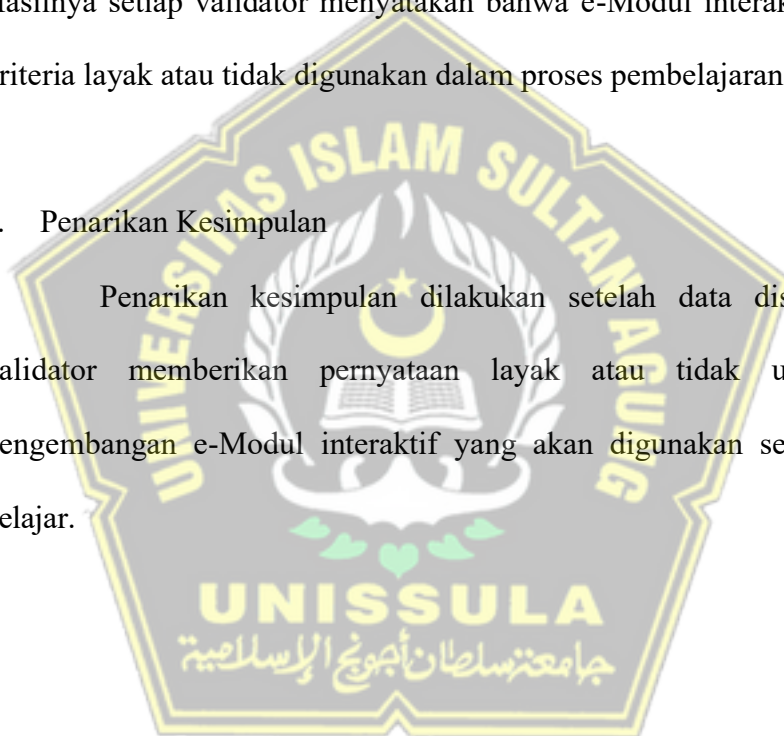 asilnya setiap validator menyatakan bahwa e-Modul interak
riteria layak atau tidak digunakan dalam proses pembelajaran
. Penarikan Kesimpulan
Penarikan kesimpulan dilakukan setelah data dis
alidator memberikan pernyataan layak atau tidak u
engembangan e-Modul interaktif yang akan digunakan se
elajar.
UNIVERSITAS ISLAM SULTAN AGUNG
UNISSULA
جامعة سلطان أجونج الإسلامية